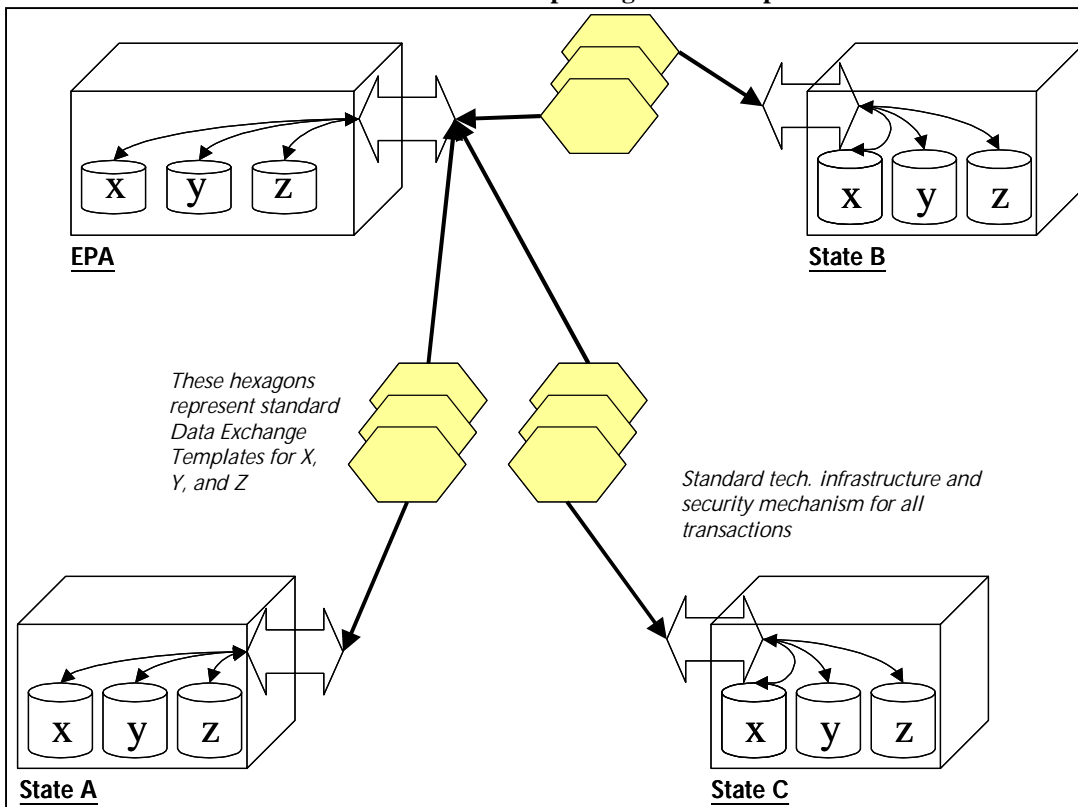 x y z
EPA
x y z
State B
These hexagons
represent standard
Data Exchange
Templates for X,
Y, and Z
Standard tech. infrastructure and
security mechanism for all
transactions
x y z
State A
x y z
State C